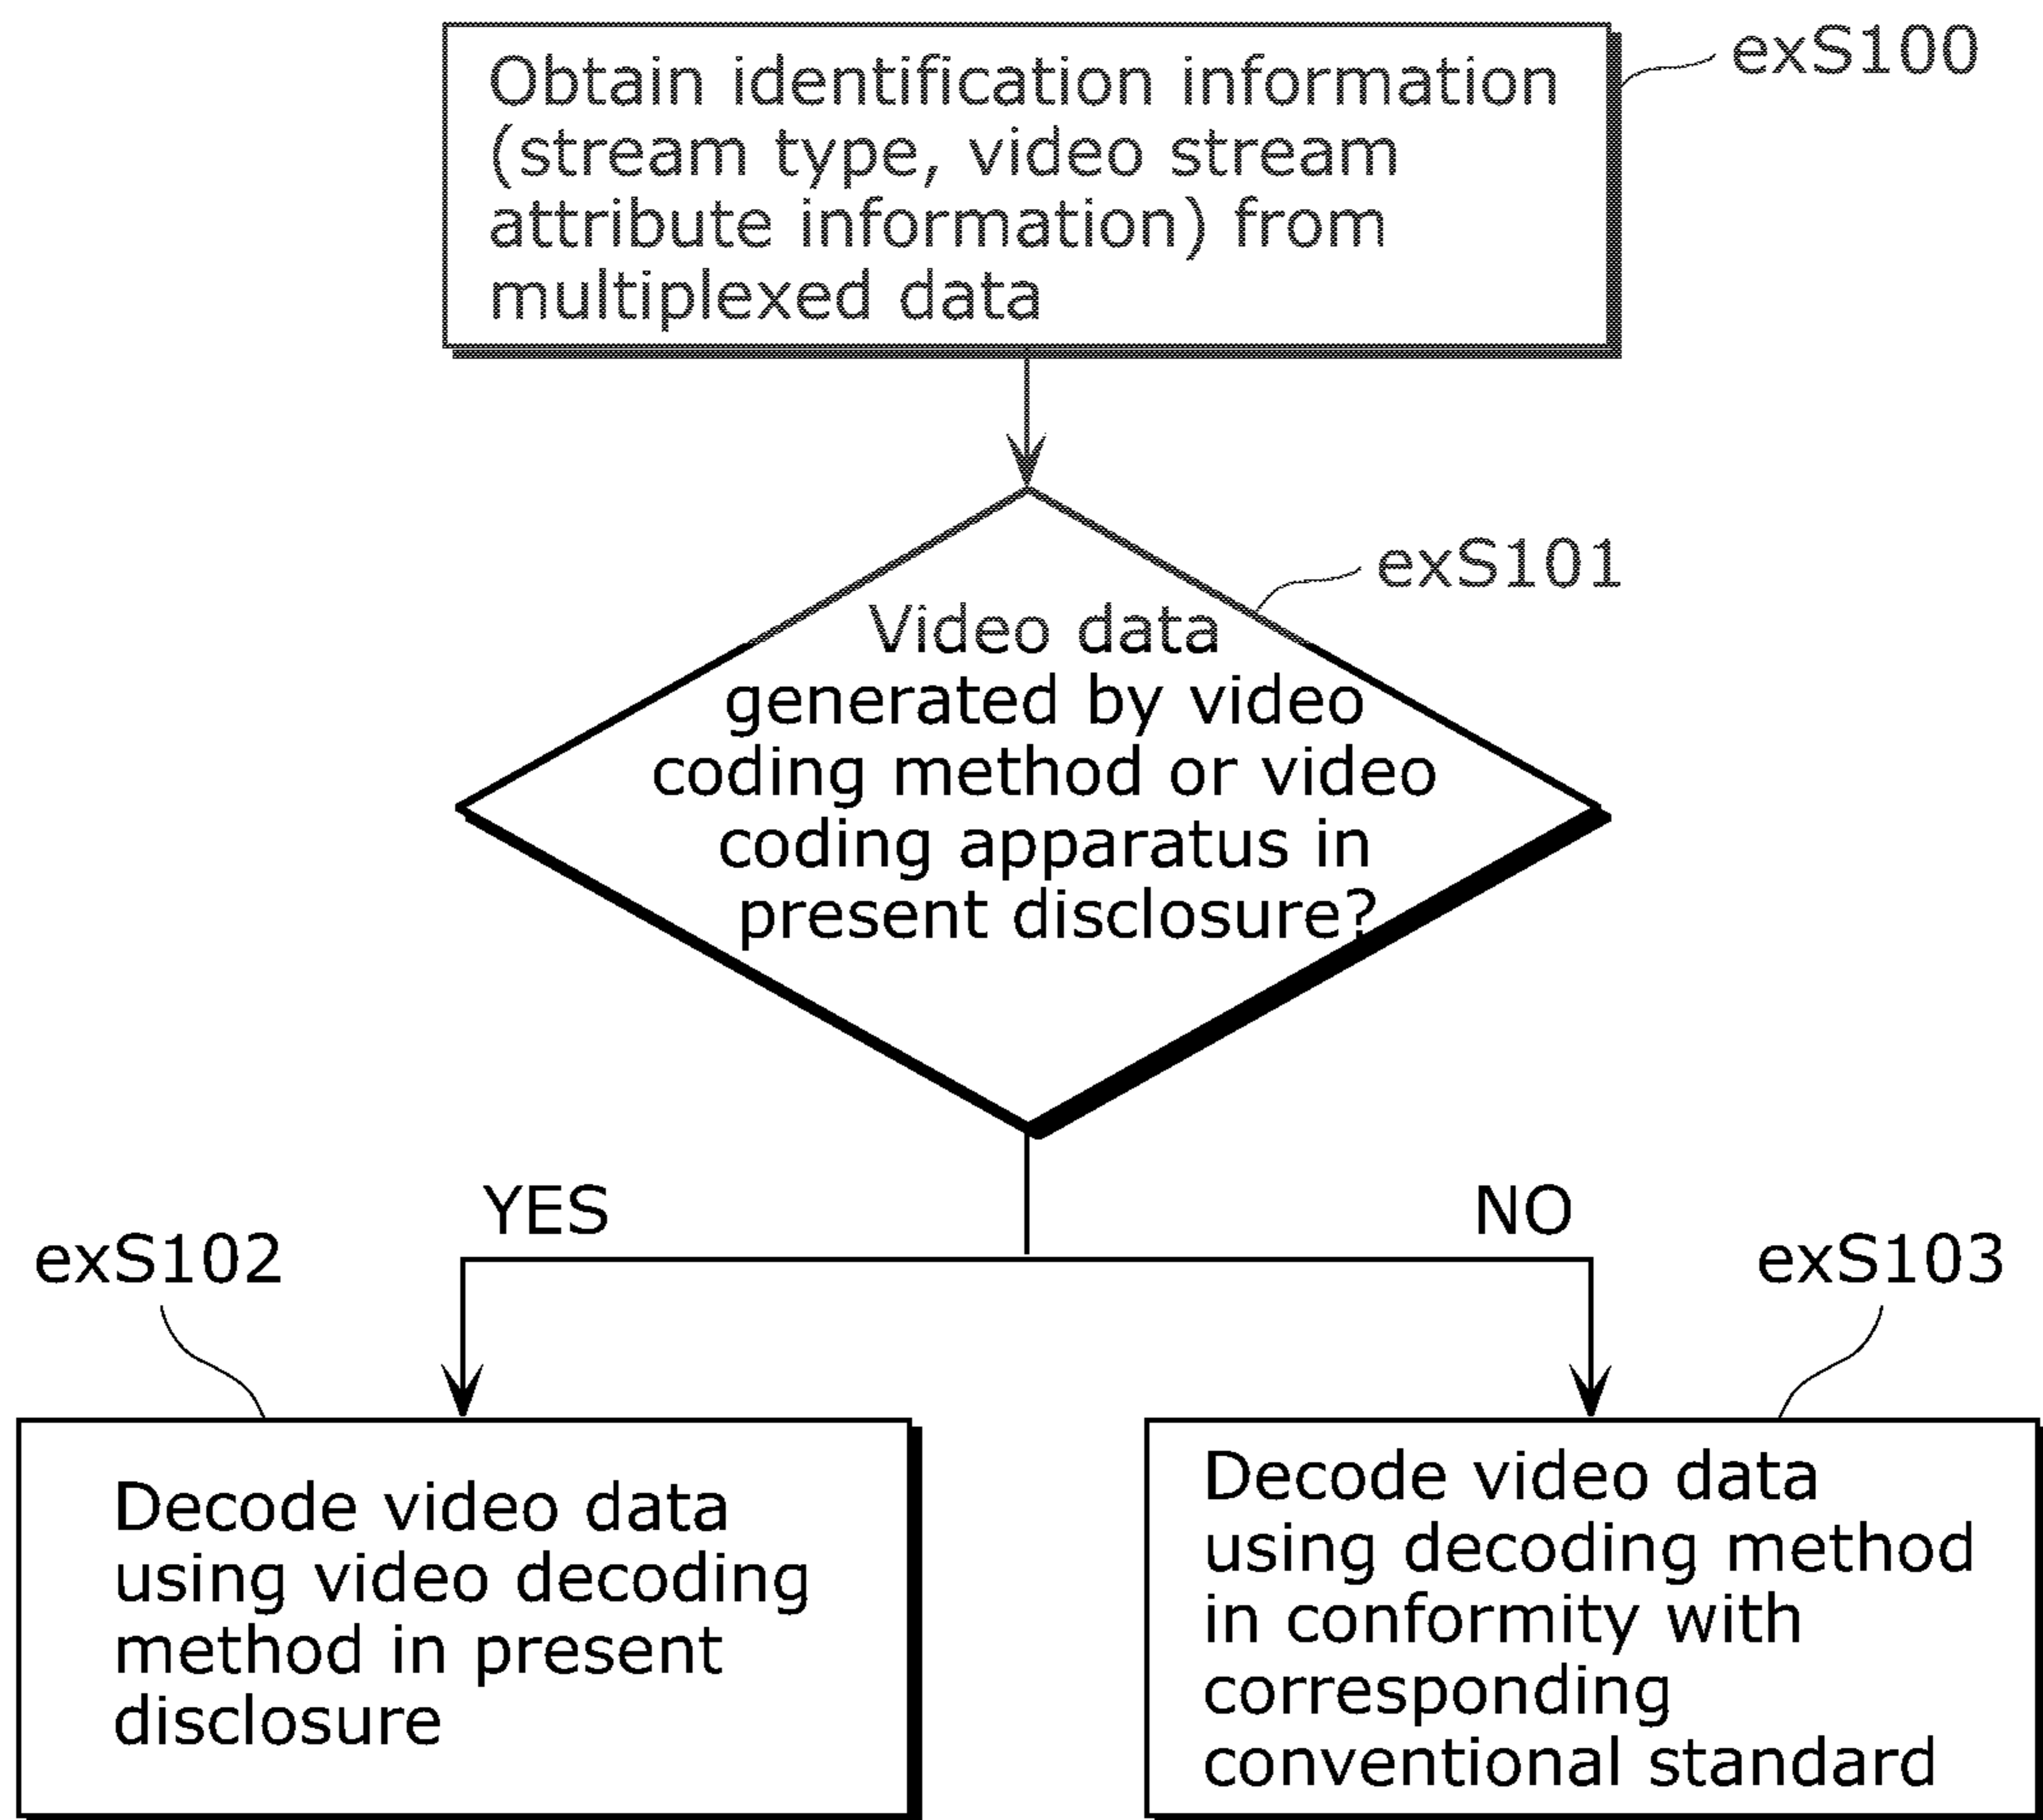 Obtain identification information
(stream type, video stream
attribute information) from
multiplexed data
exS100
exS101
Video data
generated by video
coding method or video
coding apparatus in
present disclosure?
YES
NO
exS102
exS103
Decode video data
using video decoding
method in present
disclosure
Decode video data
using decoding method
in conformity with
corresponding
conventional standard